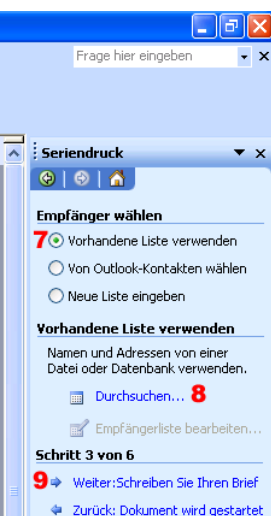 Frage hier eingeben
Seriendruck
Empfänger wählen
7 Vorhandene Liste verwenden
Von Outlook-Kontakten wählen
Neue Liste eingeben
Vorhandene Liste verwenden
Namen und Adressen von einer
Datei oder Datenbank verwenden.
Durchsuchen... 8
Empfängerliste bearbeiten...
Schritt 3 von 6
9 Weiter:Schreiben Sie Ihren Brief
Zurück: Dokument wird gestartet